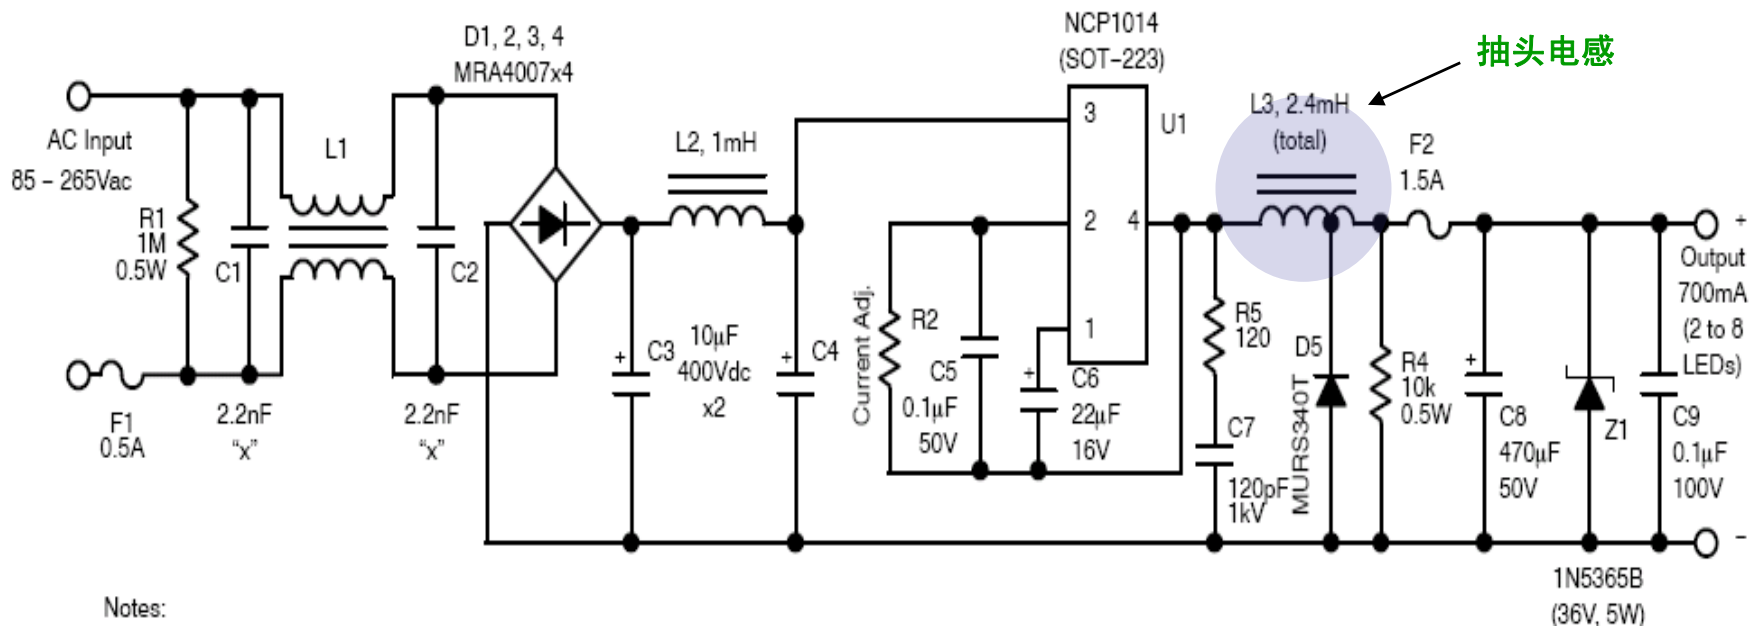 NCP1014
(SOT-223)
抽头电感
D1, 2, 3, 4
MRA4007x4
AC Input
85 – 265Vac
L1
L2, 1mH
3
U1
L3, 2.4mH
(total)
F2
1.5A
R1
1M
0.5W
C1
C2
2
4
+
Output
700mA
(2 to 8
LEDs)
+
C3
10µF
400Vdc
x2
+
C4
Current Adj.
R2
C5
0.1µF
50V
1
+
C6
22µF
16V
R5
120
C7
120pF
1kV
D5
MURS340T
R4
10k
0.5W
+
C8
470µF
50V
Z1
C9
0.1µF
100V
F1
0.5A
2.2nF
“x”
2.2nF
“x”
–
1N5365B
(36V, 5W)
Notes: